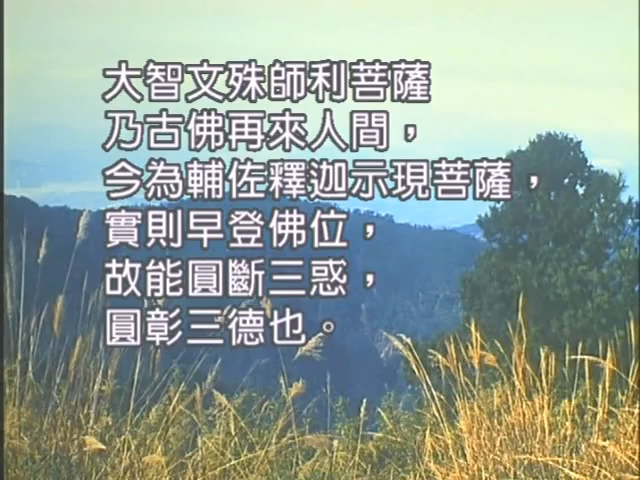 大智文殊師利菩薩
乃古佛再來人間，
今為輔佐釋迦示現菩薩，
實則早登佛位，
故能圓斷三惑，
圓彰三德也。